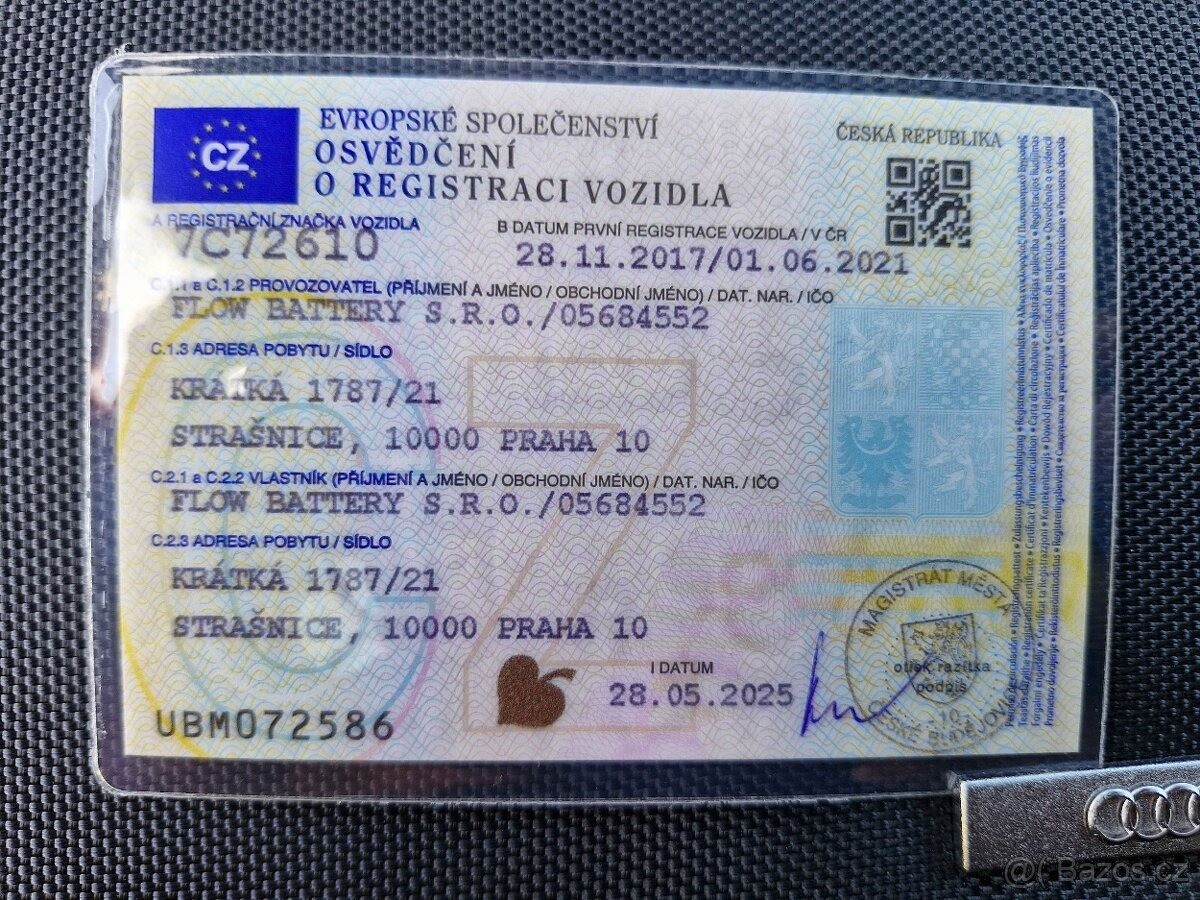 EVROPSKÉ SPOLEČENSTVÍ
OSVĚDČENÍ
O REGISTRACI VOZIDLA
CZ
ČESKÁ REPUBLIKA
A REGISTRAČNÍ ZNAČKA VOZIDLA
7C72610
B DATUM PRVNÍ REGISTRACE VOZIDLA / V ČR
28.11.2017/01.06.2021
C.1.1 a C.1.2 PROVOZOVATEL (PŘÍJMENÍ A JMÉNO / OBCHODNÍ JMÉNO) / DAT. NAR. / IČO
FLOW BATTERY S.R.O./05684552
C.1.3 ADRESA POBYTU / SÍDLO
KRÁTKÁ 1787/21
STRAŠNICE, 10000 PRAHA 10
C.2.1 a C.2.2 VLASTNÍK (PŘÍJMENÍ A JMÉNO / OBCHODNÍ JMÉNO) / DAT. NAR. / IČO
FLOW BATTERY S.R.O./05684552
C.2.3 ADRESA POBYTU / SÍDLO
KRÁTKÁ 1787/21
STRAŠNICE, 10000 PRAHA 10
I DATUM
28.05.2025
UBM072586
MAGISTRÁT MĚSTA
otisk razítka
podpis
10
ČESKÉ BUDĚJOVICE
Bazos.cz